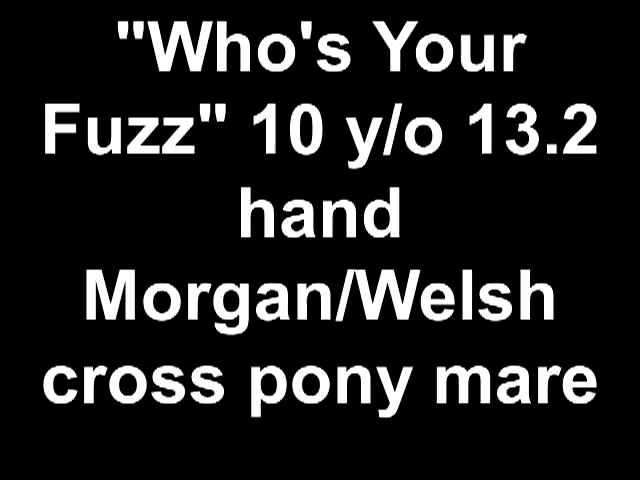 "Who's Your
Fuzz" 10 y/o 13.2
hand
Morgan/Welsh
cross pony mare